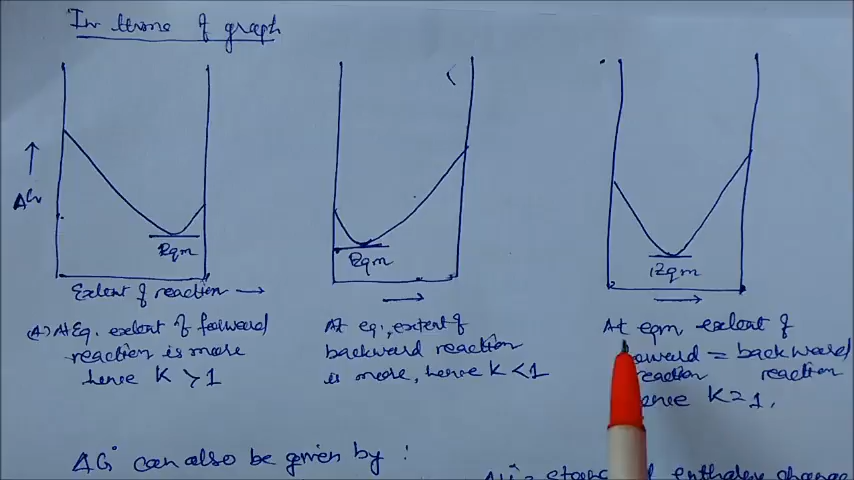 In terms of graph
ΔG
Eqm
Eqm
Eqm
Extent of reaction →
(A) At Eq. extent of forward
reaction is more
hence K > 1
At eq., extent of
backward reaction
is more, hence K < 1
At eqm extent of
= backward
reaction reaction
K = 1,
ΔG° can also be given by :
enthalpy change